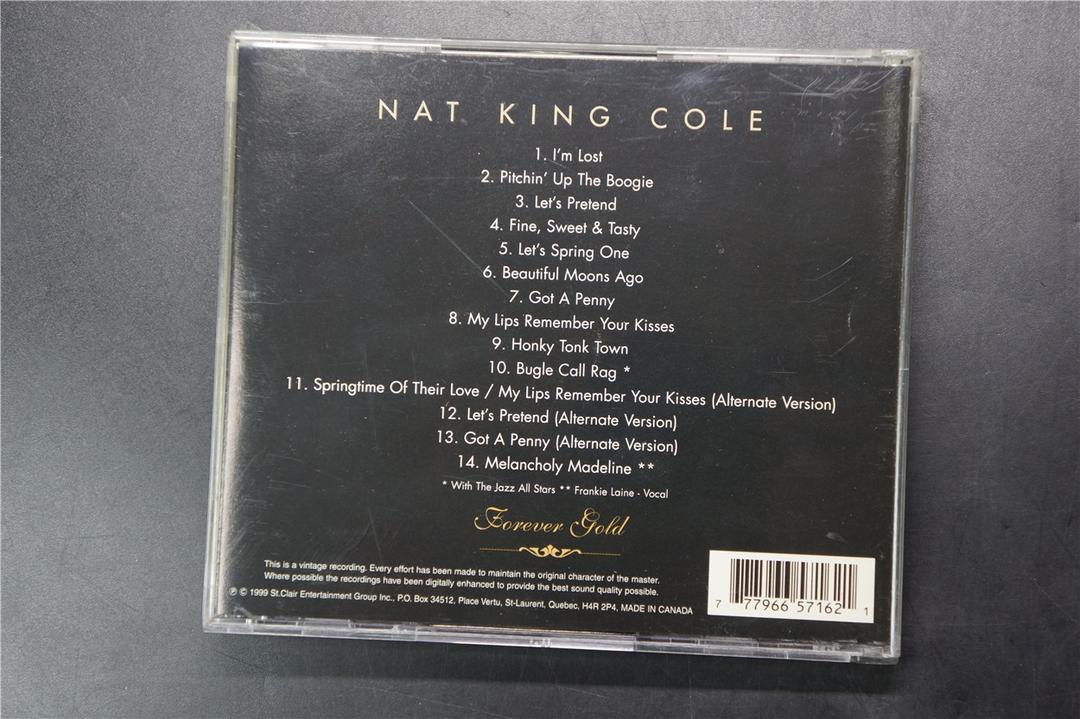 NAT KING COLE
1. I'm Lost
2. Pitchin' Up The Boogie
3. Let's Pretend
4. Fine, Sweet & Tasty
5. Let's Spring One
6. Beautiful Moons Ago
7. Got A Penny
8. My Lips Remember Your Kisses
9. Honky Tonk Town
10. Bugle Call Rag *
11. Springtime Of Their Love / My Lips Remember Your Kisses (Alternate Version)
12. Let's Pretend (Alternate Version)
13. Got A Penny (Alternate Version)
14. Melancholy Madeline **
* With The Jazz All Stars ** Frankie Laine - Vocal
Forever Gold
This is a vintage recording. Every effort has been made to maintain the original character of the master.
Where possible the recordings have been digitally enhanced to provide the best sound quality possible.
℗ © 1999 St.Clair Entertainment Group Inc., P.O. Box 34512, Place Vertu, St-Laurent, Quebec, H4R 2P4, MADE IN CANADA
7 77966 57162 1